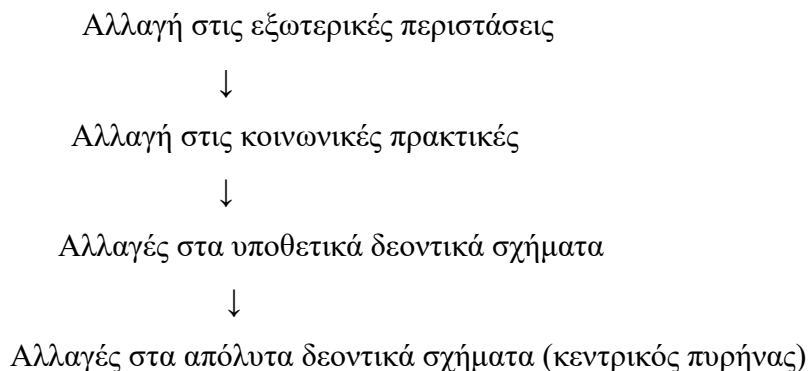 Αλλαγή στις εξωτερικές περιστάσεις
↓
Αλλαγή στις κοινωνικές πρακτικές
↓
Αλλαγές στα υποθετικά δεοντικά σχήματα
↓
Αλλαγές στα απόλυτα δεοντικά σχήματα (κεντρικός πυρήνας)